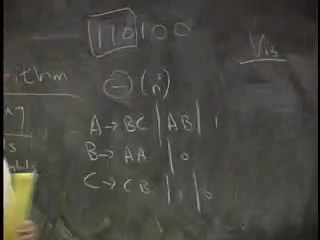 110100
Vis
ithm
Θ(n³)
A → BC | AB | 1
B → AA | 0
C → CB | 1 | 0